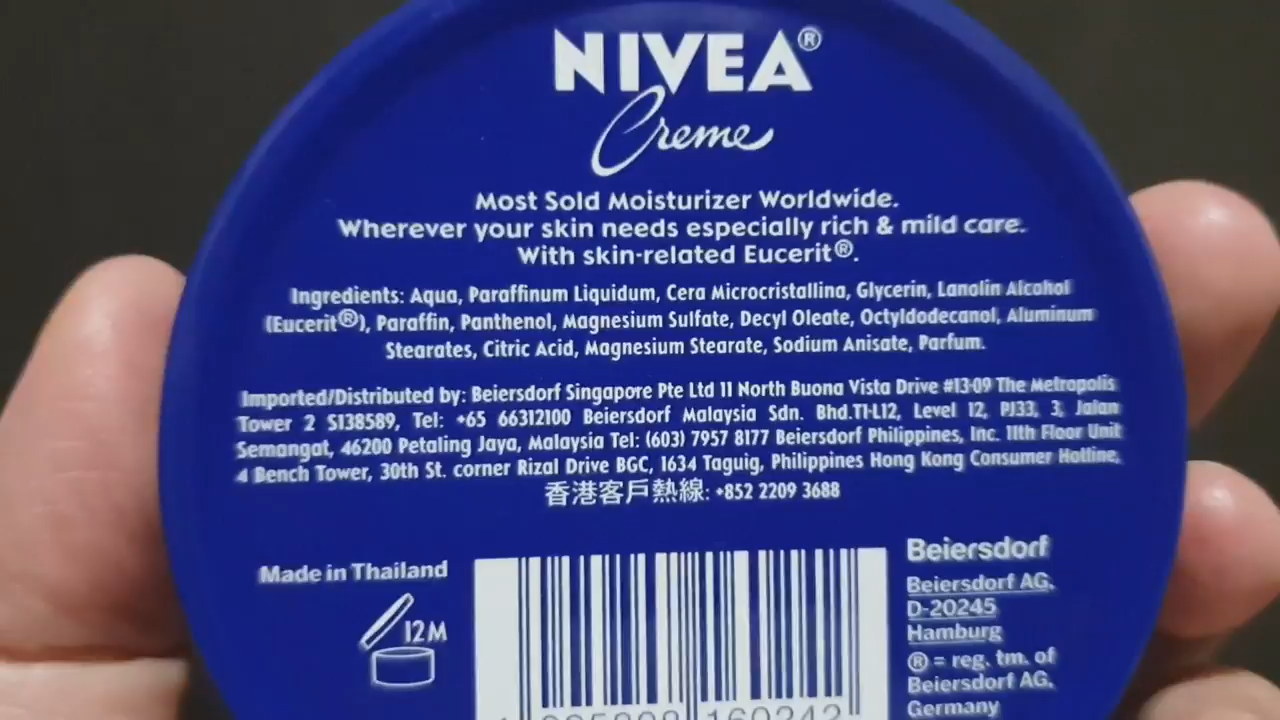 NIVEA®
Creme
Most Sold Moisturizer Worldwide.
Wherever your skin needs especially rich & mild care.
With skin-related Eucerit®.
Ingredients: Aqua, Paraffinum Liquidum, Cera Microcristallina, Glycerin, Lanolin Alcohol
(Eucerit®), Paraffin, Panthenol, Magnesium Sulfate, Decyl Oleate, Octyldodecanol, Aluminum
Stearates, Citric Acid, Magnesium Stearate, Sodium Anisate, Parfum.
Imported/Distributed by: Beiersdorf Singapore Pte Ltd 11 North Buona Vista Drive #13-09 The Metropolis
Tower 2 S138589, Tel: +65 66312100 Beiersdorf Malaysia Sdn. Bhd.T1-L12, Level 12, PJ33, 3, Jalan
Semangat, 46200 Petaling Jaya, Malaysia Tel: (603) 7957 8177 Beiersdorf Philippines, Inc. 11th Floor Unit
4 Bench Tower, 30th St. corner Rizal Drive BGC, 1634 Taguig, Philippines Hong Kong Consumer Hotline,
香港客戶熱線: +852 2209 3688
Made in Thailand
12M
Beiersdorf
Beiersdorf AG,
D-20245
Hamburg
® = reg. tm. of
Beiersdorf AG,
Germany